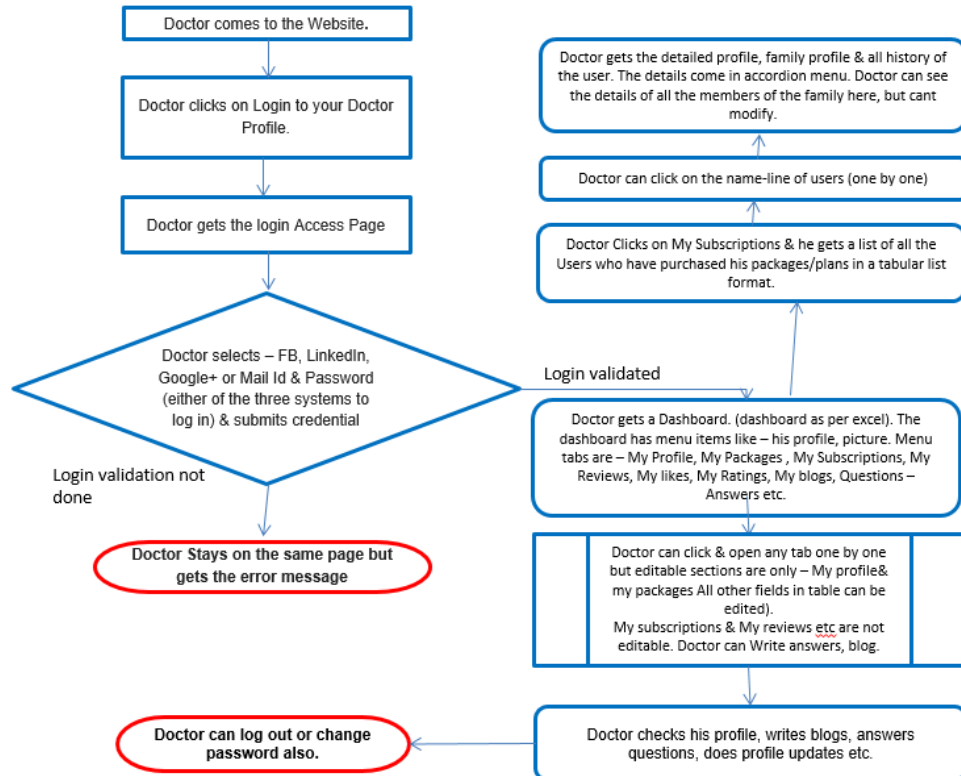 Doctor comes to the Website.
Doctor clicks on Login to your Doctor
Profile.
Doctor gets the login Access Page
Doctor selects – FB, LinkedIn,
Google+ or Mail Id & Password
(either of the three systems to
log in) & submits credential
Login validation not
done
Doctor Stays on the same page but
gets the error message
Login validated
Doctor gets the detailed profile, family profile & all history of
the user. The details come in accordion menu. Doctor can see
the details of all the members of the family here, but cant
modify.
Doctor can click on the name-line of users (one by one)
Doctor Clicks on My Subscriptions & he gets a list of all the
Users who have purchased his packages/plans in a tabular list
format.
Doctor gets a Dashboard. (dashboard as per excel). The
dashboard has menu items like – his profile, picture. Menu
tabs are – My Profile, My Packages , My Subscriptions, My
Reviews, My likes, My Ratings, My blogs, Questions –
Answers etc.
Doctor can click & open any tab one by one
but editable sections are only – My profile&
my packages All other fields in table can be
edited).
My subscriptions & My reviews etc are not
editable. Doctor can Write answers, blog.
Doctor checks his profile, writes blogs, answers
questions, does profile updates etc.
Doctor can log out or change
password also.